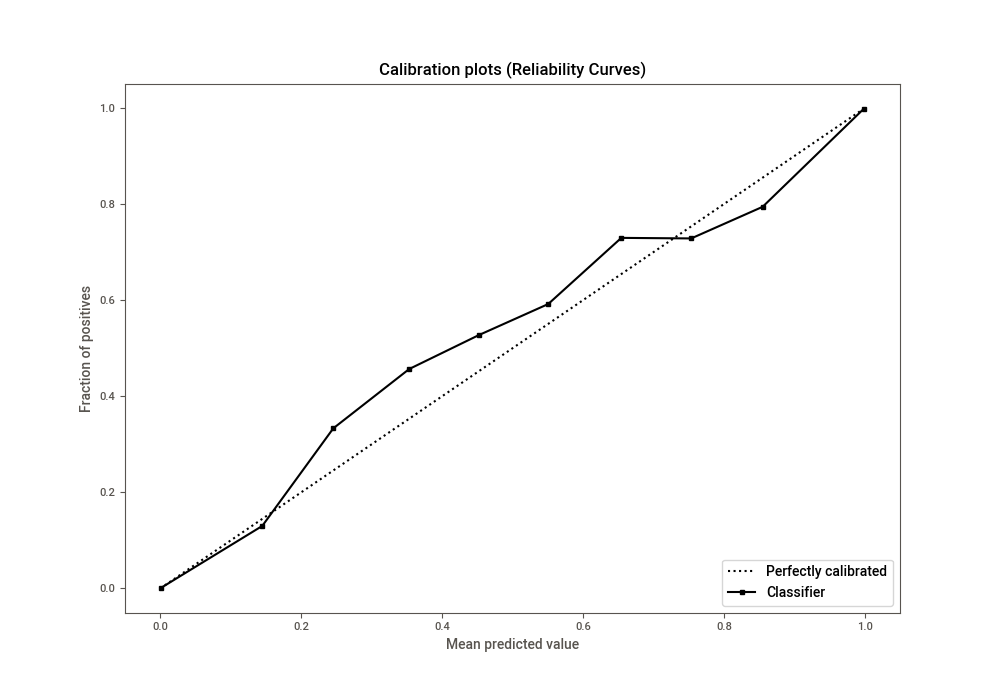 Calibration plots (Reliability Curves)
1.0
0.8
0.6
0.4
0.2
0.0
Fraction of positives
0.0 0.2 0.4 0.6 0.8 1.0
Mean predicted value
Perfectly calibrated
Classifier